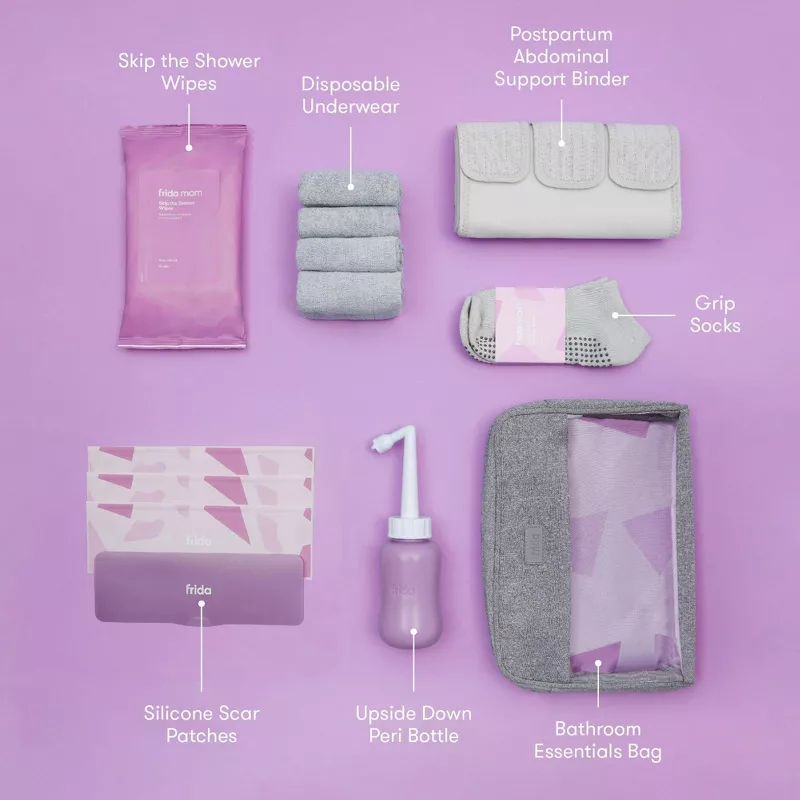 Postpartum
Abdominal
Support Binder
Skip the Shower
Wipes
Disposable
Underwear
frida mom
Skip the Shower
Wipes
Grip
Socks
frida
frida
frida
Silicone Scar
Patches
Upside Down
Peri Bottle
Bathroom
Essentials Bag